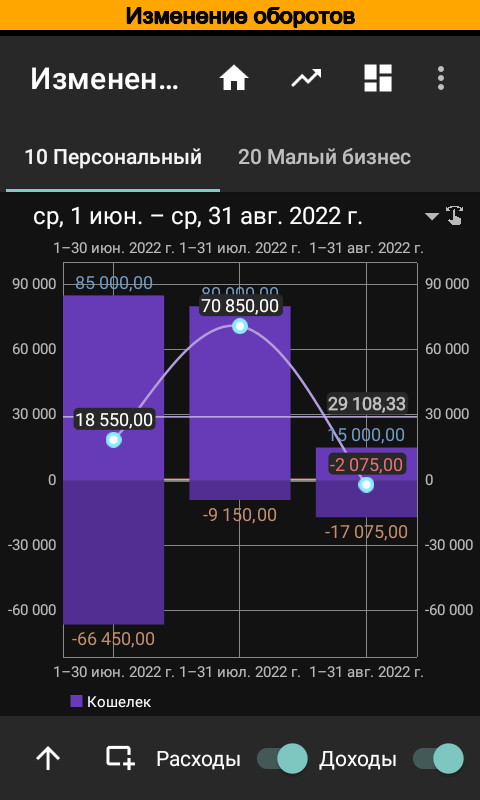 Изменение оборотов
Изменен...
10 Персональный 20 Малый бизнес
ср, 1 июн. – ср, 31 авг. 2022 г.
1–30 июн. 2022 г. 1–31 июл. 2022 г. 1–31 авг. 2022 г.
90 000 85 000,00 80 000,00 90 000
70 850,00
60 000 60 000
29 108,33
30 000 18 550,00 30 000
15 000,00
-2 075,00
0 0
-9 150,00
-17 075,00
-30 000 -30 000
-60 000 -60 000
-66 450,00
1–30 июн. 2022 г. 1–31 июл. 2022 г. 1–31 авг. 2022 г.
Кошелек
Расходы Доходы